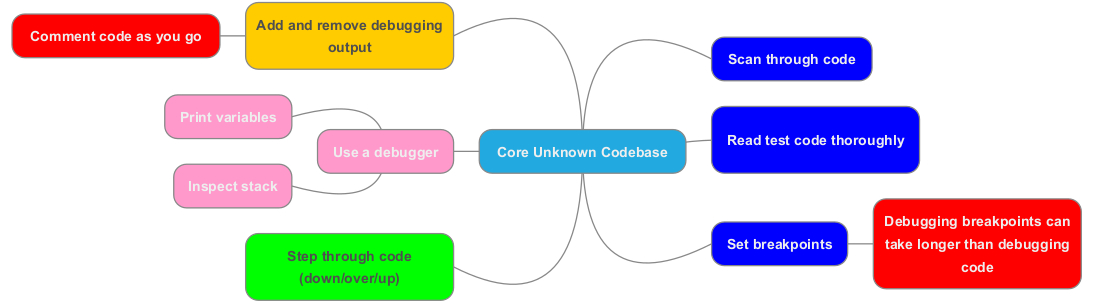 Comment code as you go
Add and remove debugging
output
Print variables
Use a debugger
Inspect stack
Step through code
(down/over/up)
Core Unknown Codebase
Scan through code
Read test code thoroughly
Set breakpoints
Debugging breakpoints can
take longer than debugging
code